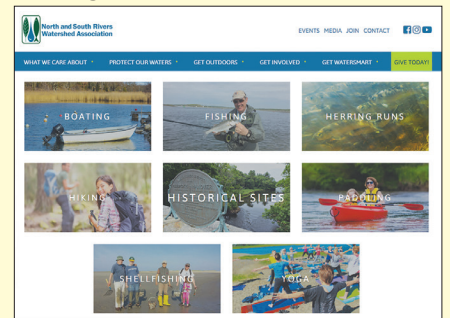 North and South Rivers
Watershed Association
EVENTS MEDIA JOIN CONTACT
WHAT WE CARE ABOUT PROTECT OUR WATERS GET OUTDOORS GET INVOLVED GET WATERSMART GIVE TODAY!
BOATING FISHING HERRING RUNS
HIKING HISTORICAL SITES PADDLING
SHELLFISHING YOGA